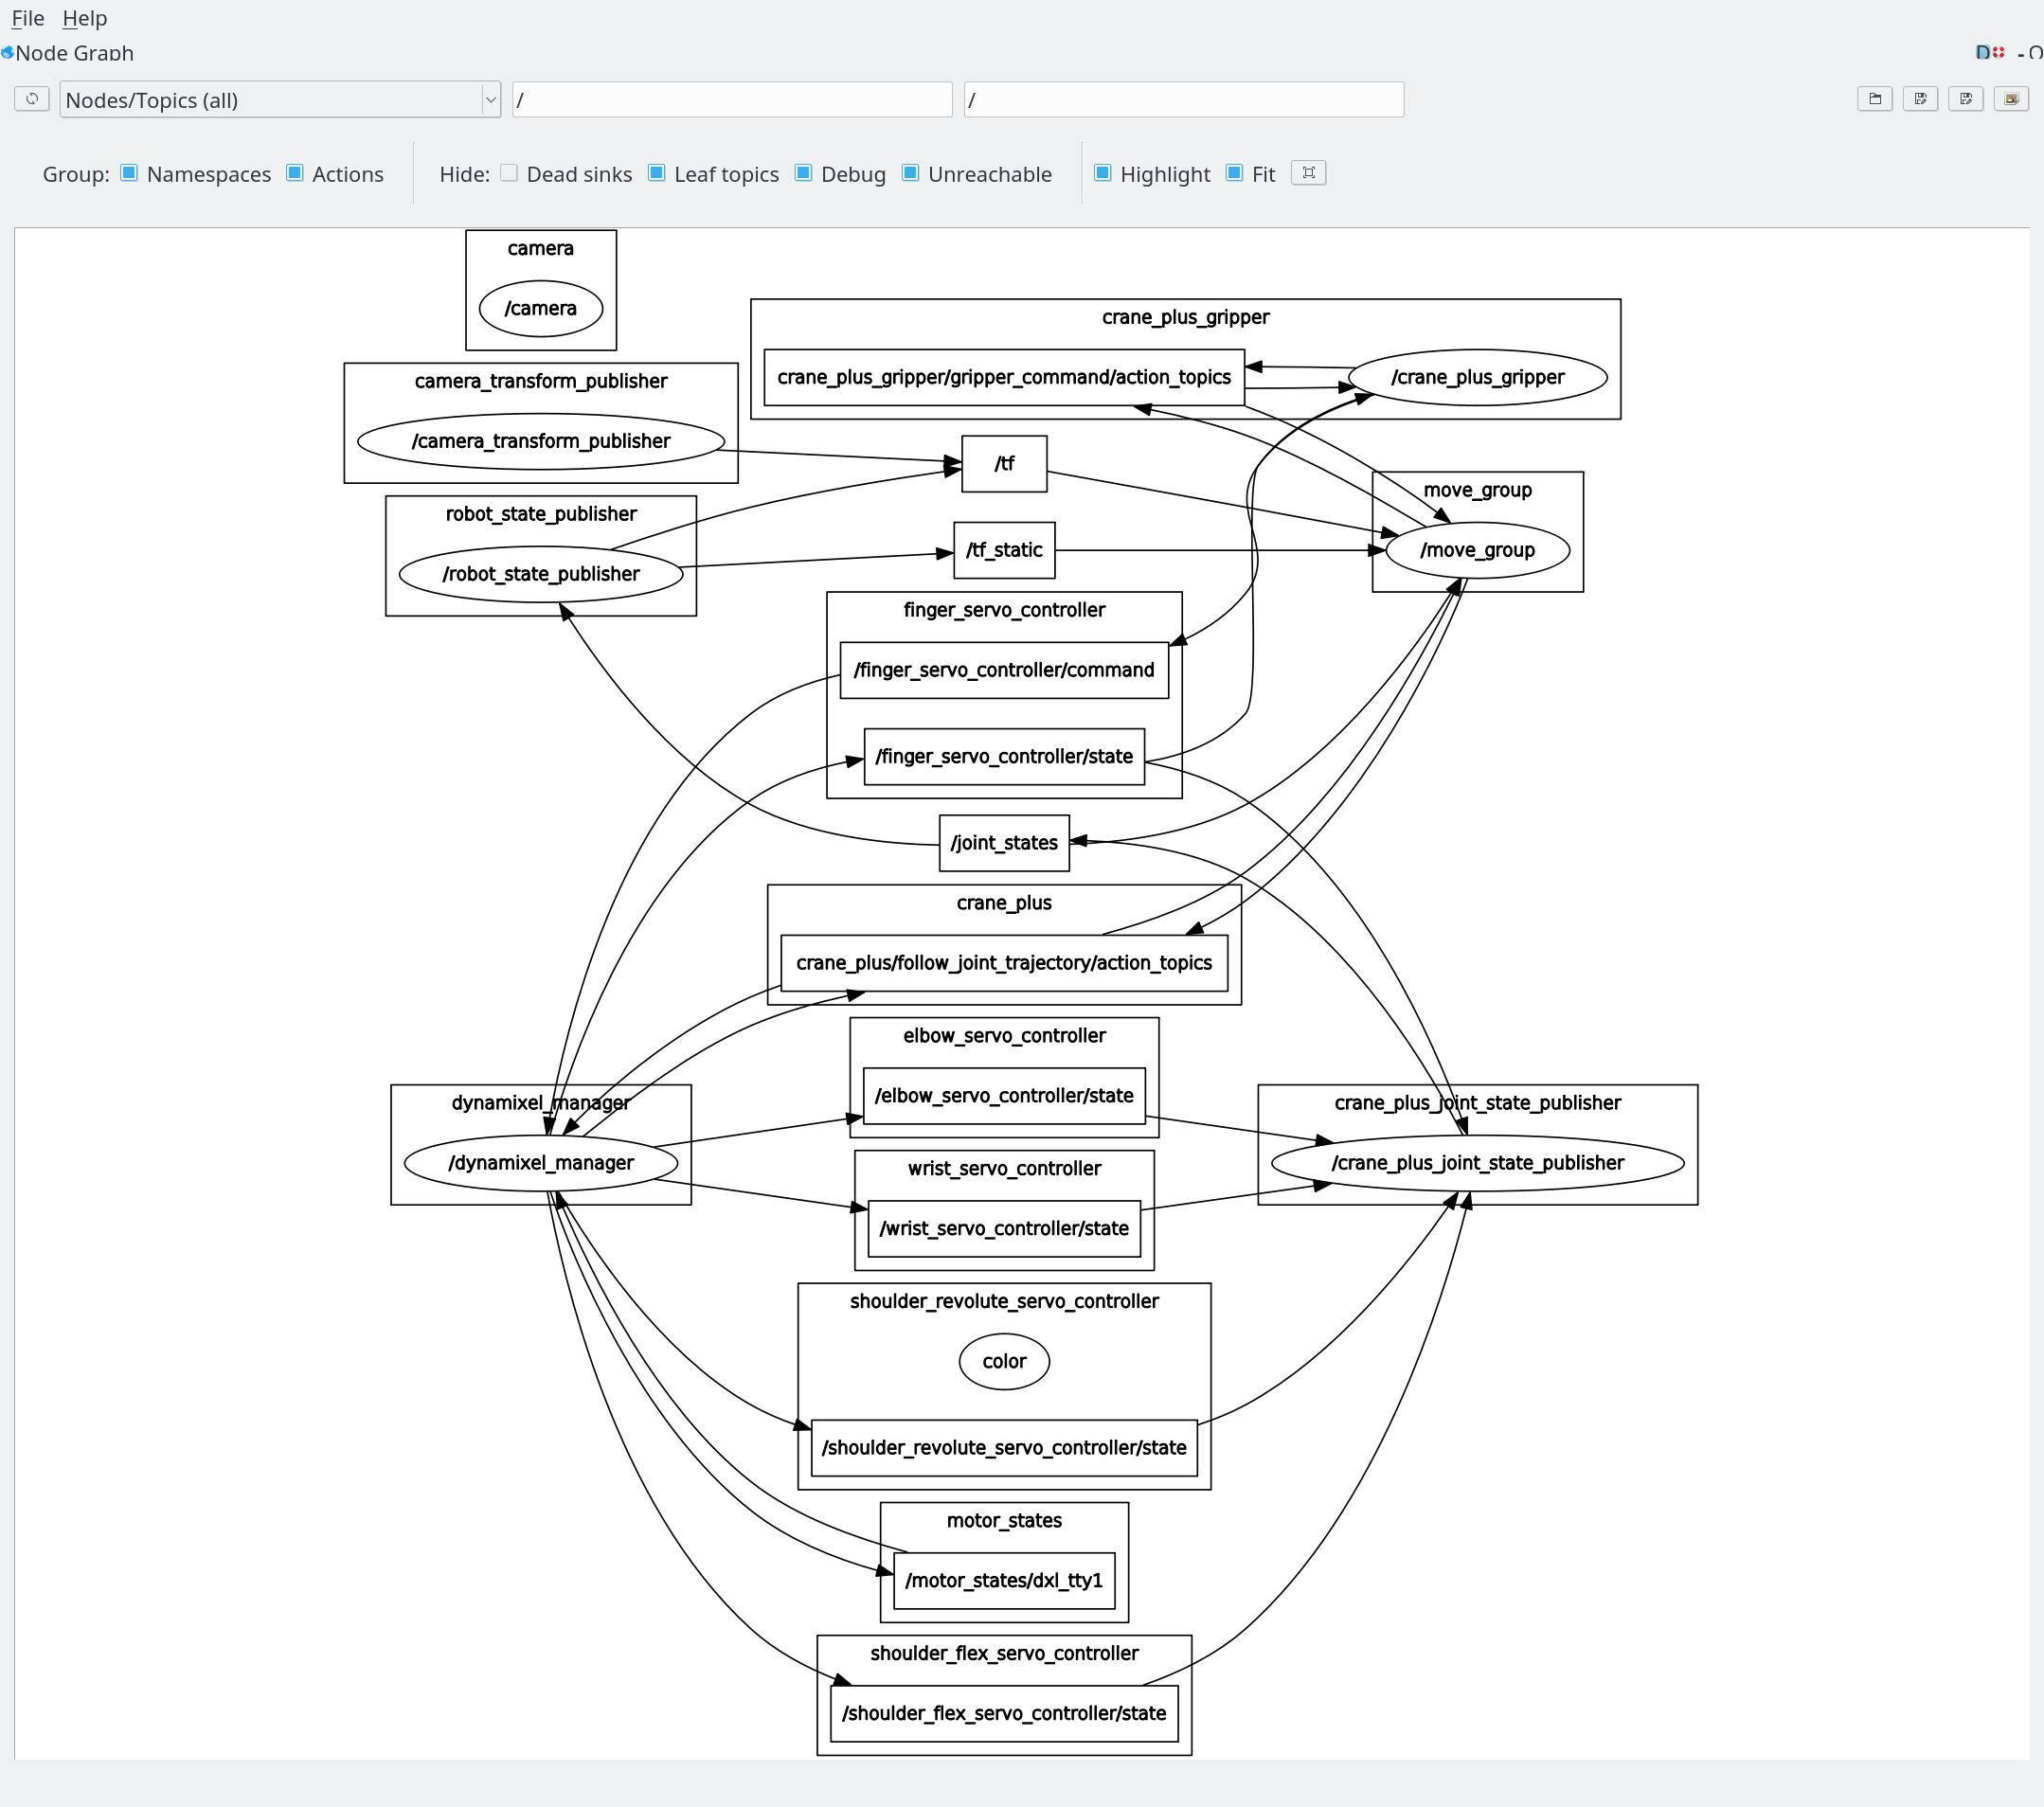 File Help
Node Graph
D - O
Nodes/Topics (all) / /
Group: Namespaces Actions Hide: Dead sinks Leaf topics Debug Unreachable Highlight Fit
camera
/camera
crane_plus_gripper
crane_plus_gripper/gripper_command/action_topics
/crane_plus_gripper
camera_transform_publisher
/camera_transform_publisher
/tf
move_group
/move_group
robot_state_publisher
/robot_state_publisher
/tf_static
finger_servo_controller
/finger_servo_controller/command
/finger_servo_controller/state
/joint_states
crane_plus
crane_plus/follow_joint_trajectory/action_topics
elbow_servo_controller
/elbow_servo_controller/state
dynamixel_manager
/dynamixel_manager
crane_plus_joint_state_publisher
/crane_plus_joint_state_publisher
wrist_servo_controller
/wrist_servo_controller/state
shoulder_revolute_servo_controller
color
/shoulder_revolute_servo_controller/state
motor_states
/motor_states/dxl_tty1
shoulder_flex_servo_controller
/shoulder_flex_servo_controller/state